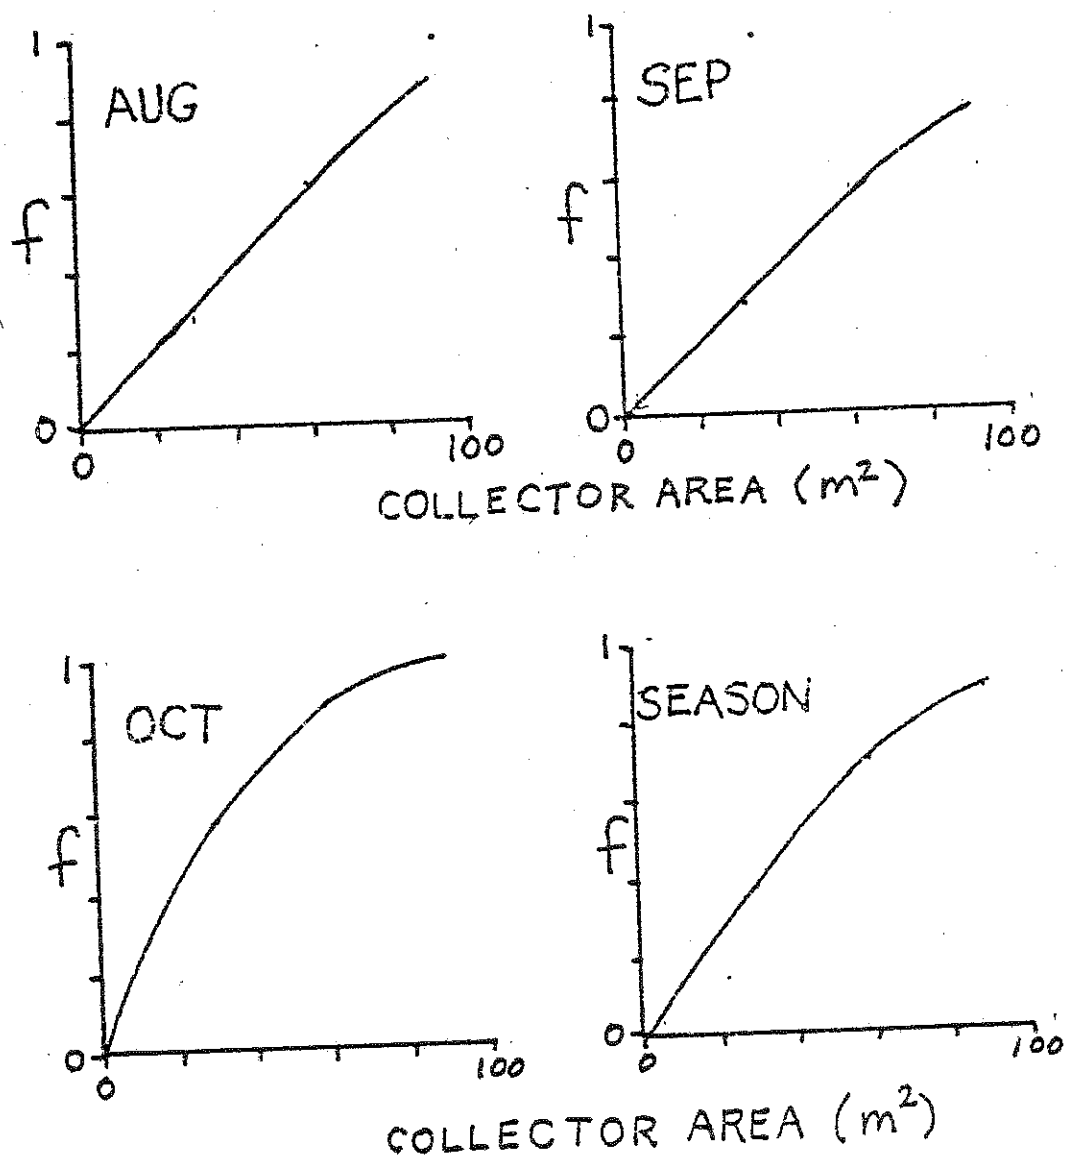 1 1
AUG SEP
f f
0 0
0 100 0 100
COLLECTOR AREA (m²)
1 1
OCT SEASON
f f
0 0
0 100 0 100
COLLECTOR AREA (m²)